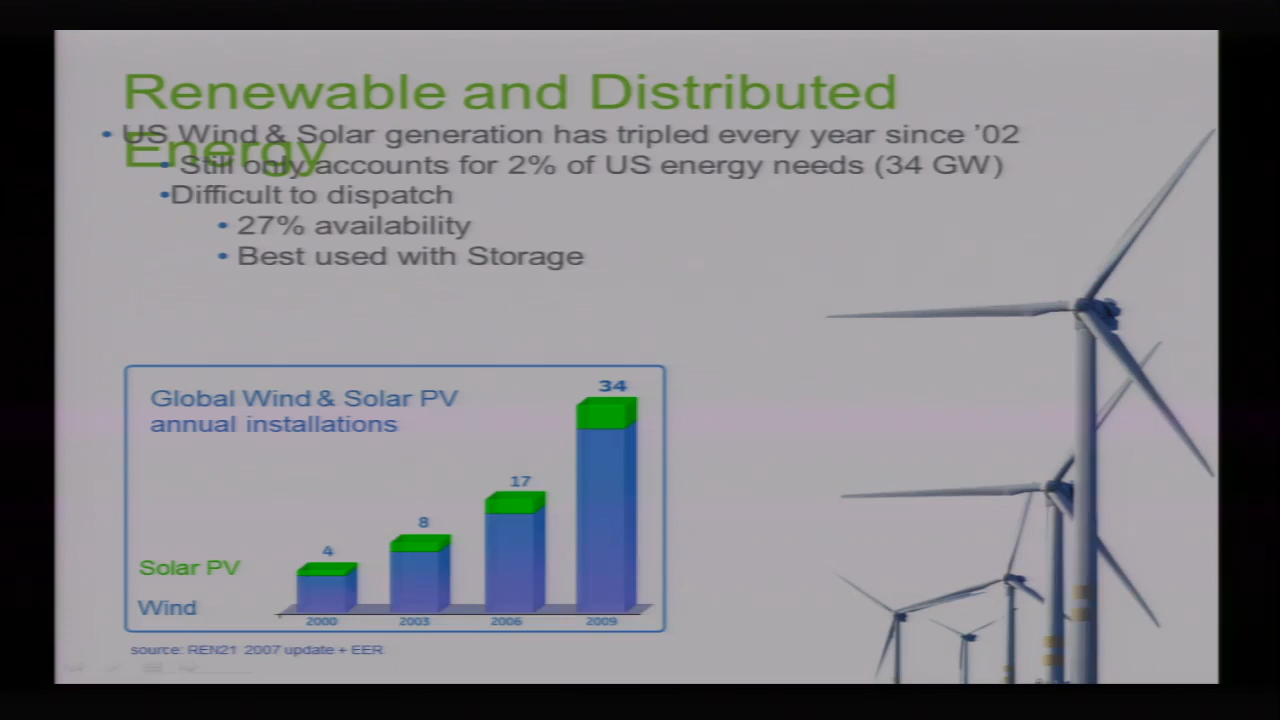 Renewable and Distributed
Energy
• US Wind & Solar generation has tripled every year since ’02
• Still only accounts for 2% of US energy needs (34 GW)
•Difficult to dispatch
• 27% availability
• Best used with Storage
Global Wind & Solar PV
annual installations
34
17
8
4
Solar PV
Wind
2000 2003 2006 2009
source: REN21 2007 update + EER